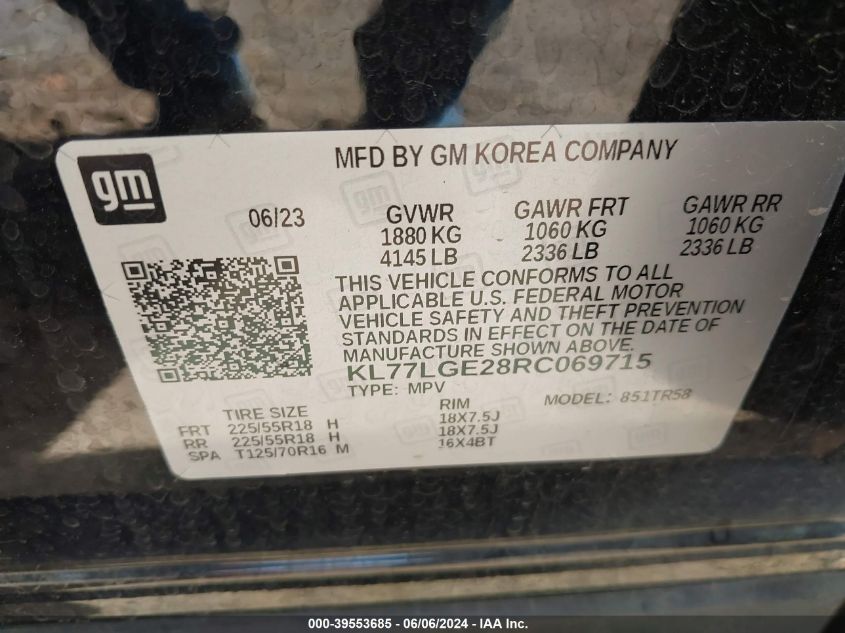 gm
MFD BY GM KOREA COMPANY
06/23
GVWR GAWR FRT GAWR RR
1880 KG 1060 KG 1060 KG
4145 LB 2336 LB 2336 LB
THIS VEHICLE CONFORMS TO ALL
APPLICABLE U.S. FEDERAL MOTOR
VEHICLE SAFETY AND THEFT PREVENTION
STANDARDS IN EFFECT ON THE DATE OF
MANUFACTURE SHOWN ABOVE.
KL77LGE28RC069715
TYPE: MPV MODEL: 851TR58
TIRE SIZE RIM
FRT 225/55R18 H 18X7.5J
RR 225/55R18 H 18X7.5J
SPA T125/70R16 M 16X4BT
000-39553685 - 06/06/2024 - IEA Inc.